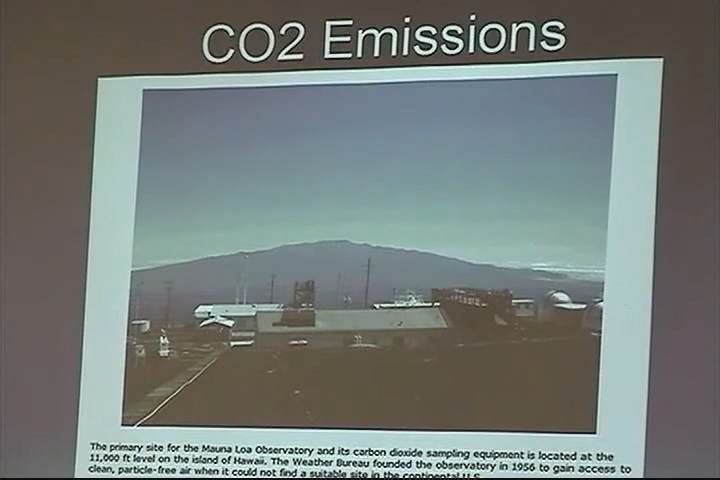 CO2 Emissions
The primary site for the Mauna Loa Observatory and its carbon dioxide sampling equipment is located at the
11,000 ft level on the island of Hawaii. The Weather Bureau founded the observatory in 1956 to gain access to
clean, particle-free air when it could not find a suitable site in the continental U.S.